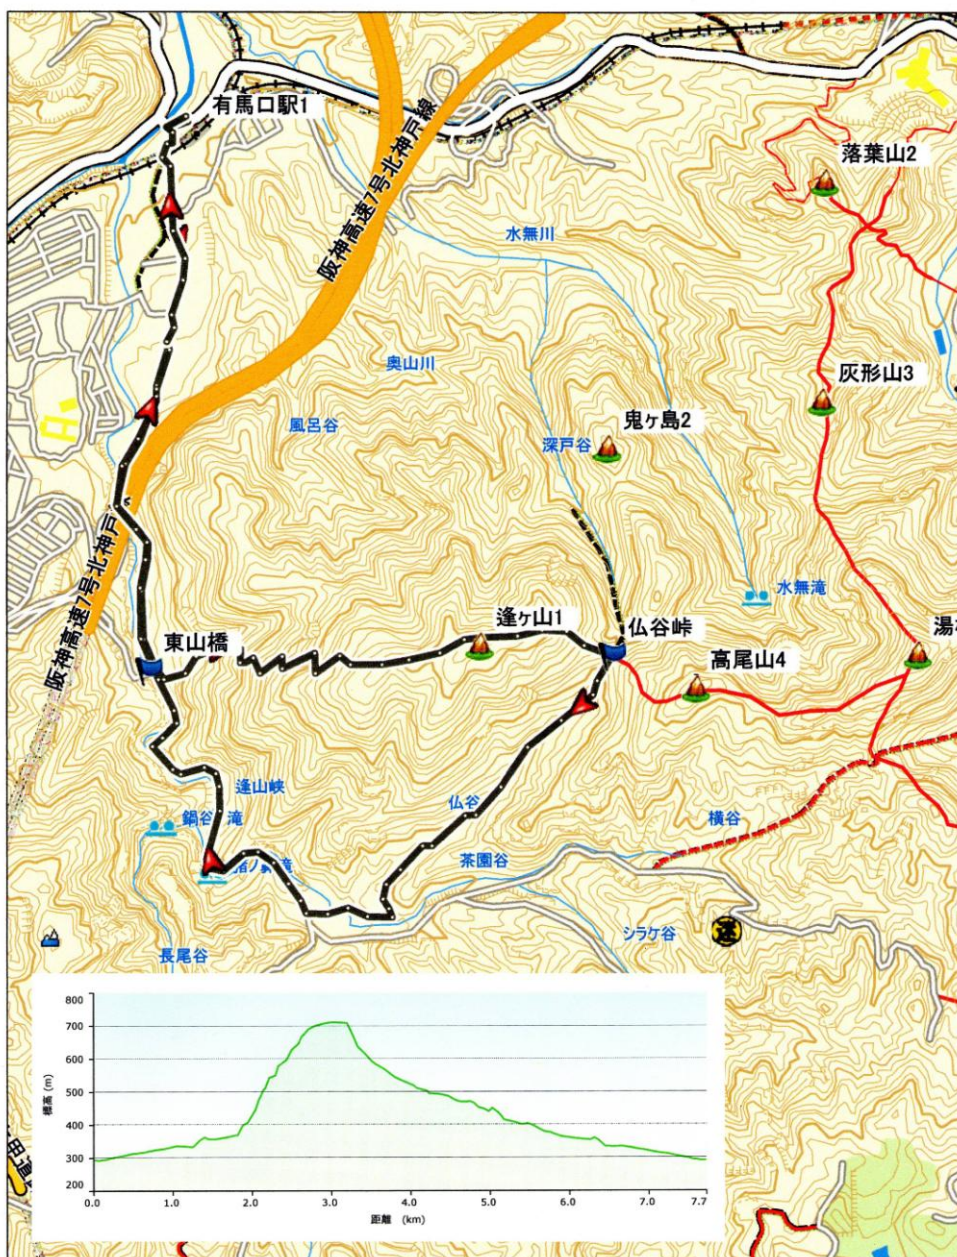 有馬口駅1
落葉山2
阪神高速7号北神戸線
水無川
奥山川
灰形山3
鬼ヶ島2
風呂谷
深戸谷
水無滝
阪神高速7号北神戸
逢ヶ山1
仏谷峠
東山橋
高尾山4
逢山峡
仏谷
横谷
鍋谷滝
茶園谷
シラケ谷
長尾谷
標高 (m)
800
700
600
500
400
300
200
0.0 1.0 2.0 3.0 4.0 5.0 6.0 7.0 7.7
距離 (km)